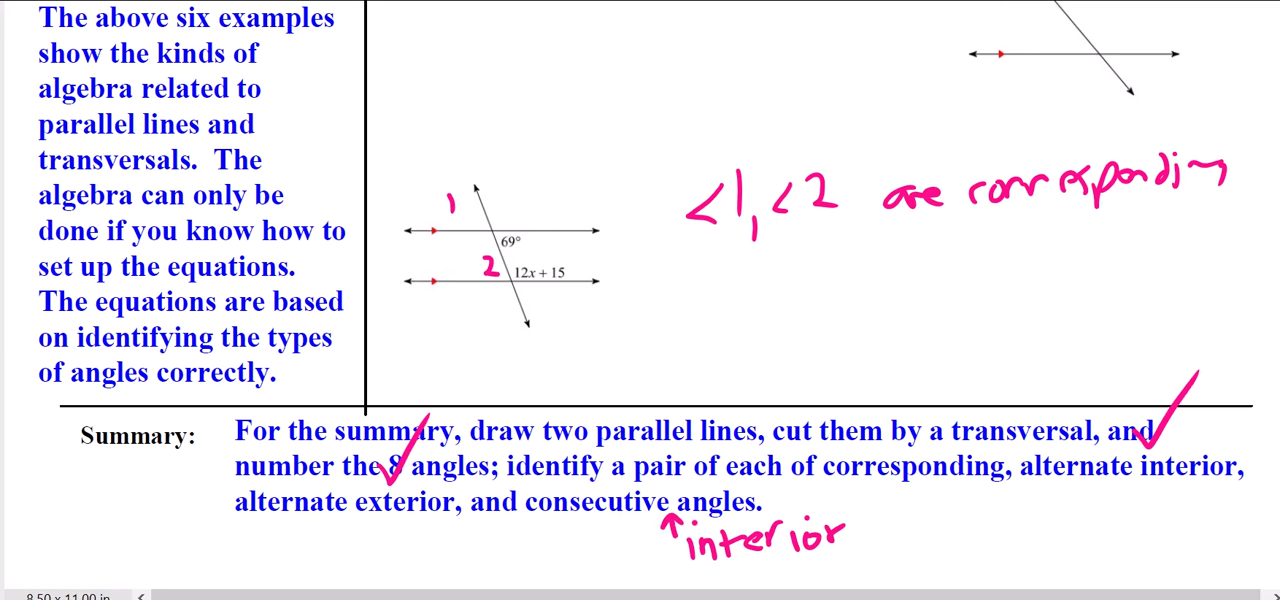 The above six examples
show the kinds of
algebra related to
parallel lines and
transversals. The
algebra can only be
done if you know how to
set up the equations.
The equations are based
on identifying the types
of angles correctly.
1
69°
2 12x + 15
<1, <2 are corresponding
Summary: For the summary, draw two parallel lines, cut them by a transversal, and
number the 8 angles; identify a pair of each of corresponding, alternate interior,
alternate exterior, and consecutive angles.
↑ interior
8.50 x 11.00 in